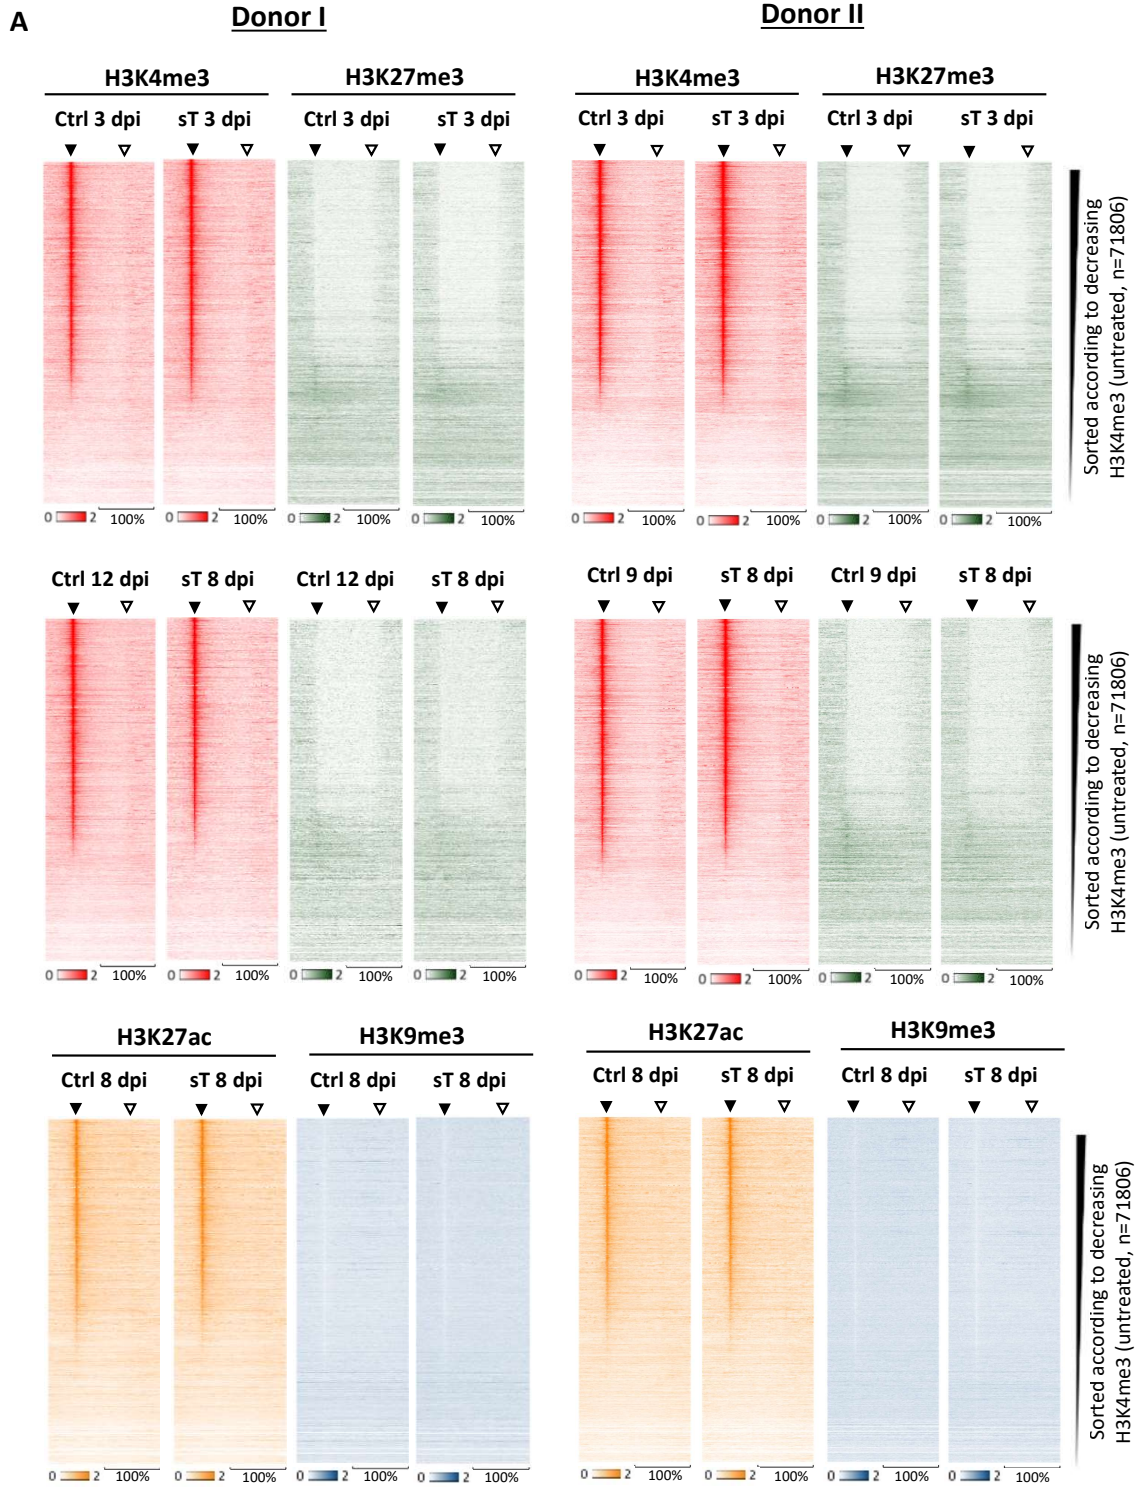 A
Donor I
Donor II
H3K4me3
H3K27me3
H3K4me3
H3K27me3
Ctrl 3 dpi
sT 3 dpi
Ctrl 3 dpi
sT 3 dpi
Ctrl 3 dpi
sT 3 dpi
Ctrl 3 dpi
sT 3 dpi
Sorted according to decreasing
H3K4me3 (untreated, n=71806)
0 2 100%
0 2 100%
0 2 100%
0 2 100%
0 2 100%
0 2 100%
0 2 100%
0 2 100%
Ctrl 12 dpi
sT 8 dpi
Ctrl 12 dpi
sT 8 dpi
Ctrl 9 dpi
sT 8 dpi
Ctrl 9 dpi
sT 8 dpi
Sorted according to decreasing
H3K4me3 (untreated, n=71806)
0 2 100%
0 2 100%
0 2 100%
0 2 100%
0 2 100%
0 2 100%
0 2 100%
0 2 100%
H3K27ac
H3K9me3
H3K27ac
H3K9me3
Ctrl 8 dpi
sT 8 dpi
Ctrl 8 dpi
sT 8 dpi
Ctrl 8 dpi
sT 8 dpi
Ctrl 8 dpi
sT 8 dpi
Sorted according to decreasing
H3K4me3 (untreated, n=71806)
0 2 100%
0 2 100%
0 2 100%
0 2 100%
0 2 100%
0 2 100%
0 2 100%
0 2 100%